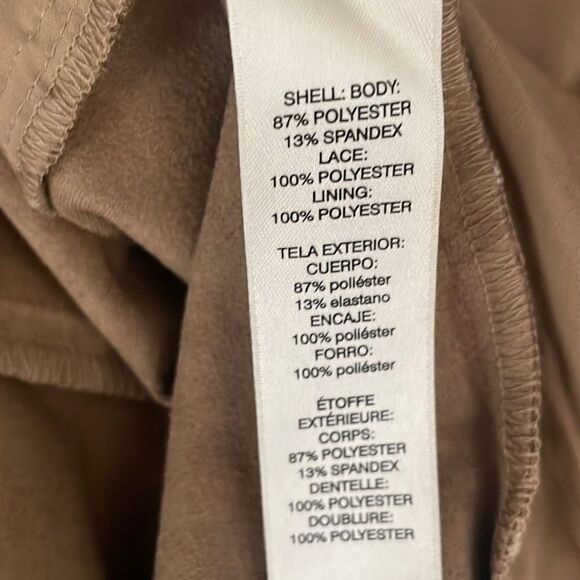 SHELL: BODY:
87% POLYESTER
13% SPANDEX
LACE:
100% POLYESTER
LINING:
100% POLYESTER
TELA EXTERIOR:
CUERPO:
87% poliéster
13% elastano
ENCAJE:
100% poliéster
FORRO:
100% poliéster
ÉTOFFE
EXTÉRIEURE:
CORPS:
87% POLYESTER
13% SPANDEX
DENTELLE:
100% POLYESTER
DOUBLURE:
100% POLYESTER